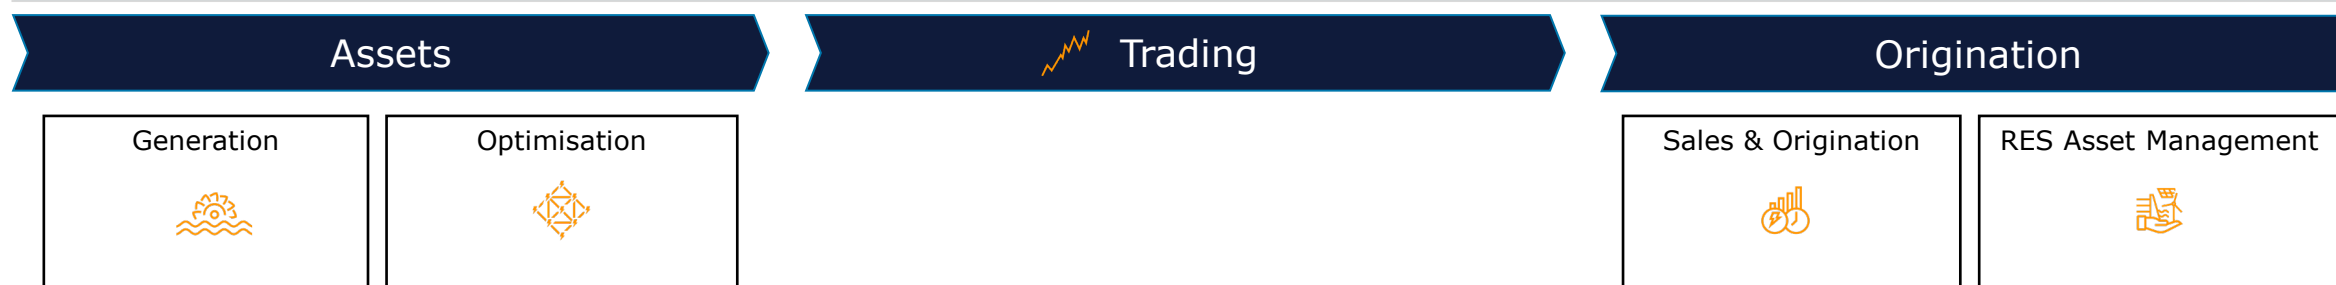 Assets
Trading
Origination
Generation
Optimisation
Sales & Origination
RES Asset Management